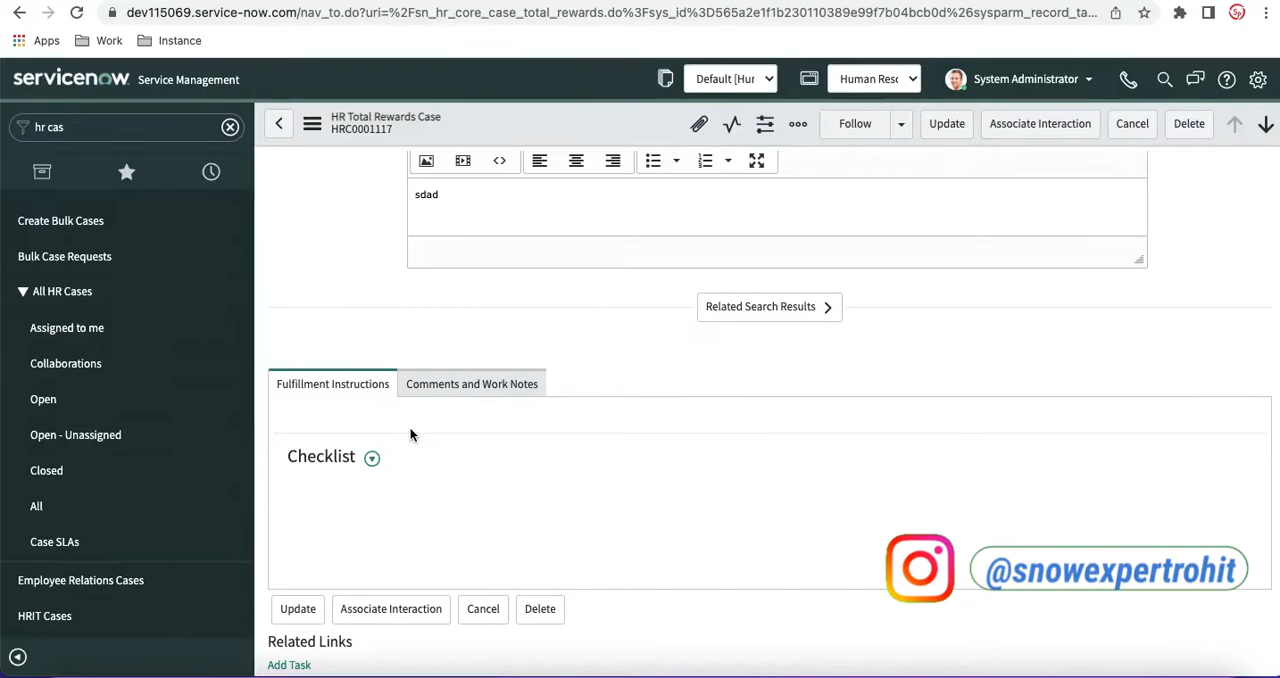 dev115069.service-now.com/nav_to.do?uri=%2Fsn_hr_core_case_total_rewards.do%3Fsys_id%3D565a2e1f1b230110389e99f7b04bcb0d%26sysparm_record_ta...
Apps Work Instance
servicenow Service Management Default [Hur Human Reso System Administrator
hr cas
HR Total Rewards Case
HRC0001117
Follow Update Associate Interaction Cancel Delete
sdad
Create Bulk Cases
Bulk Case Requests
All HR Cases
Assigned to me
Collaborations
Open
Open - Unassigned
Closed
All
Case SLAs
Employee Relations Cases
HRIT Cases
Related Search Results
Fulfillment Instructions Comments and Work Notes
Checklist
@snowexpertrohit
Update Associate Interaction Cancel Delete
Related Links
Add Task